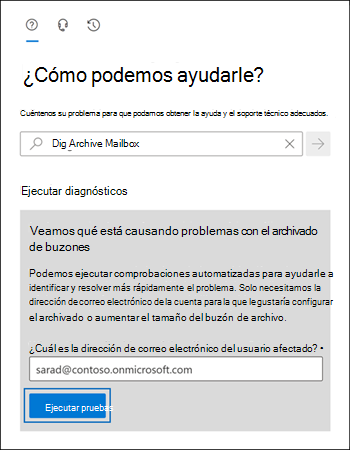 ¿Cómo podemos ayudarle?
Cuéntenos su problema para que podamos obtener la ayuda y el soporte técnico adecuados.
Dig Archive Mailbox
Ejecutar diagnósticos
Veamos qué está causando problemas con el archivado
de buzones
Podemos ejecutar comprobaciones automatizadas para ayudarle a
identificar y resolver más rápidamente el problema. Solo necesitamos la
dirección de correo electrónico de la cuenta para la que le gustaría configurar
el archivado o aumentar el tamaño del buzón de archivo.
¿Cuál es la dirección de correo electrónico del usuario afectado? *
sarad@contoso.onmicrosoft.com
Ejecutar pruebas